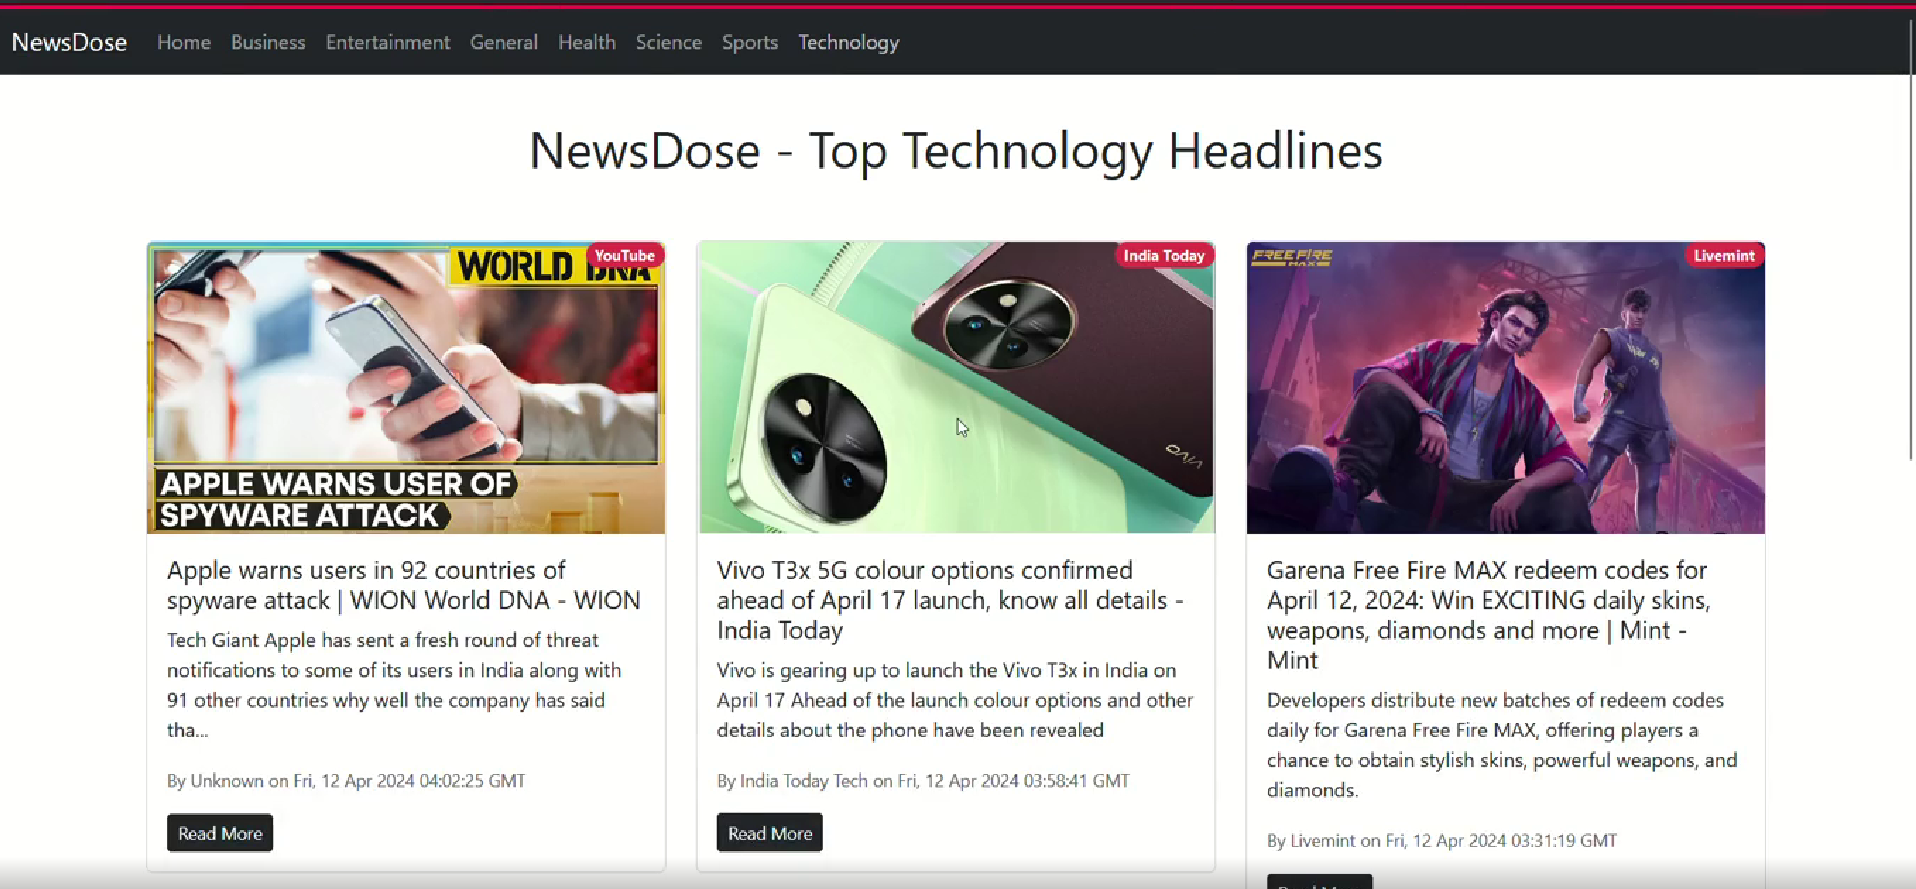 NewsDose Home Business Entertainment General Health Science Sports Technology
NewsDose - Top Technology Headlines
WORLD DNA
YouTube
APPLE WARNS USER OF
SPYWARE ATTACK
Apple warns users in 92 countries of
spyware attack | WION World DNA - WION
Tech Giant Apple has sent a fresh round of threat
notifications to some of its users in India along with
91 other countries why well the company has said
tha...
By Unknown on Fri, 12 Apr 2024 04:02:25 GMT
Read More
India Today
vivo
Vivo T3x 5G colour options confirmed
ahead of April 17 launch, know all details -
India Today
Vivo is gearing up to launch the Vivo T3x in India on
April 17 Ahead of the launch colour options and other
details about the phone have been revealed
By India Today Tech on Fri, 12 Apr 2024 03:58:41 GMT
Read More
FREE FIRE
MAX
Livemint
Garena Free Fire MAX redeem codes for
April 12, 2024: Win EXCITING daily skins,
weapons, diamonds and more | Mint -
Mint
Developers distribute new batches of redeem codes
daily for Garena Free Fire MAX, offering players a
chance to obtain stylish skins, powerful weapons, and
diamonds.
By Livemint on Fri, 12 Apr 2024 03:31:19 GMT